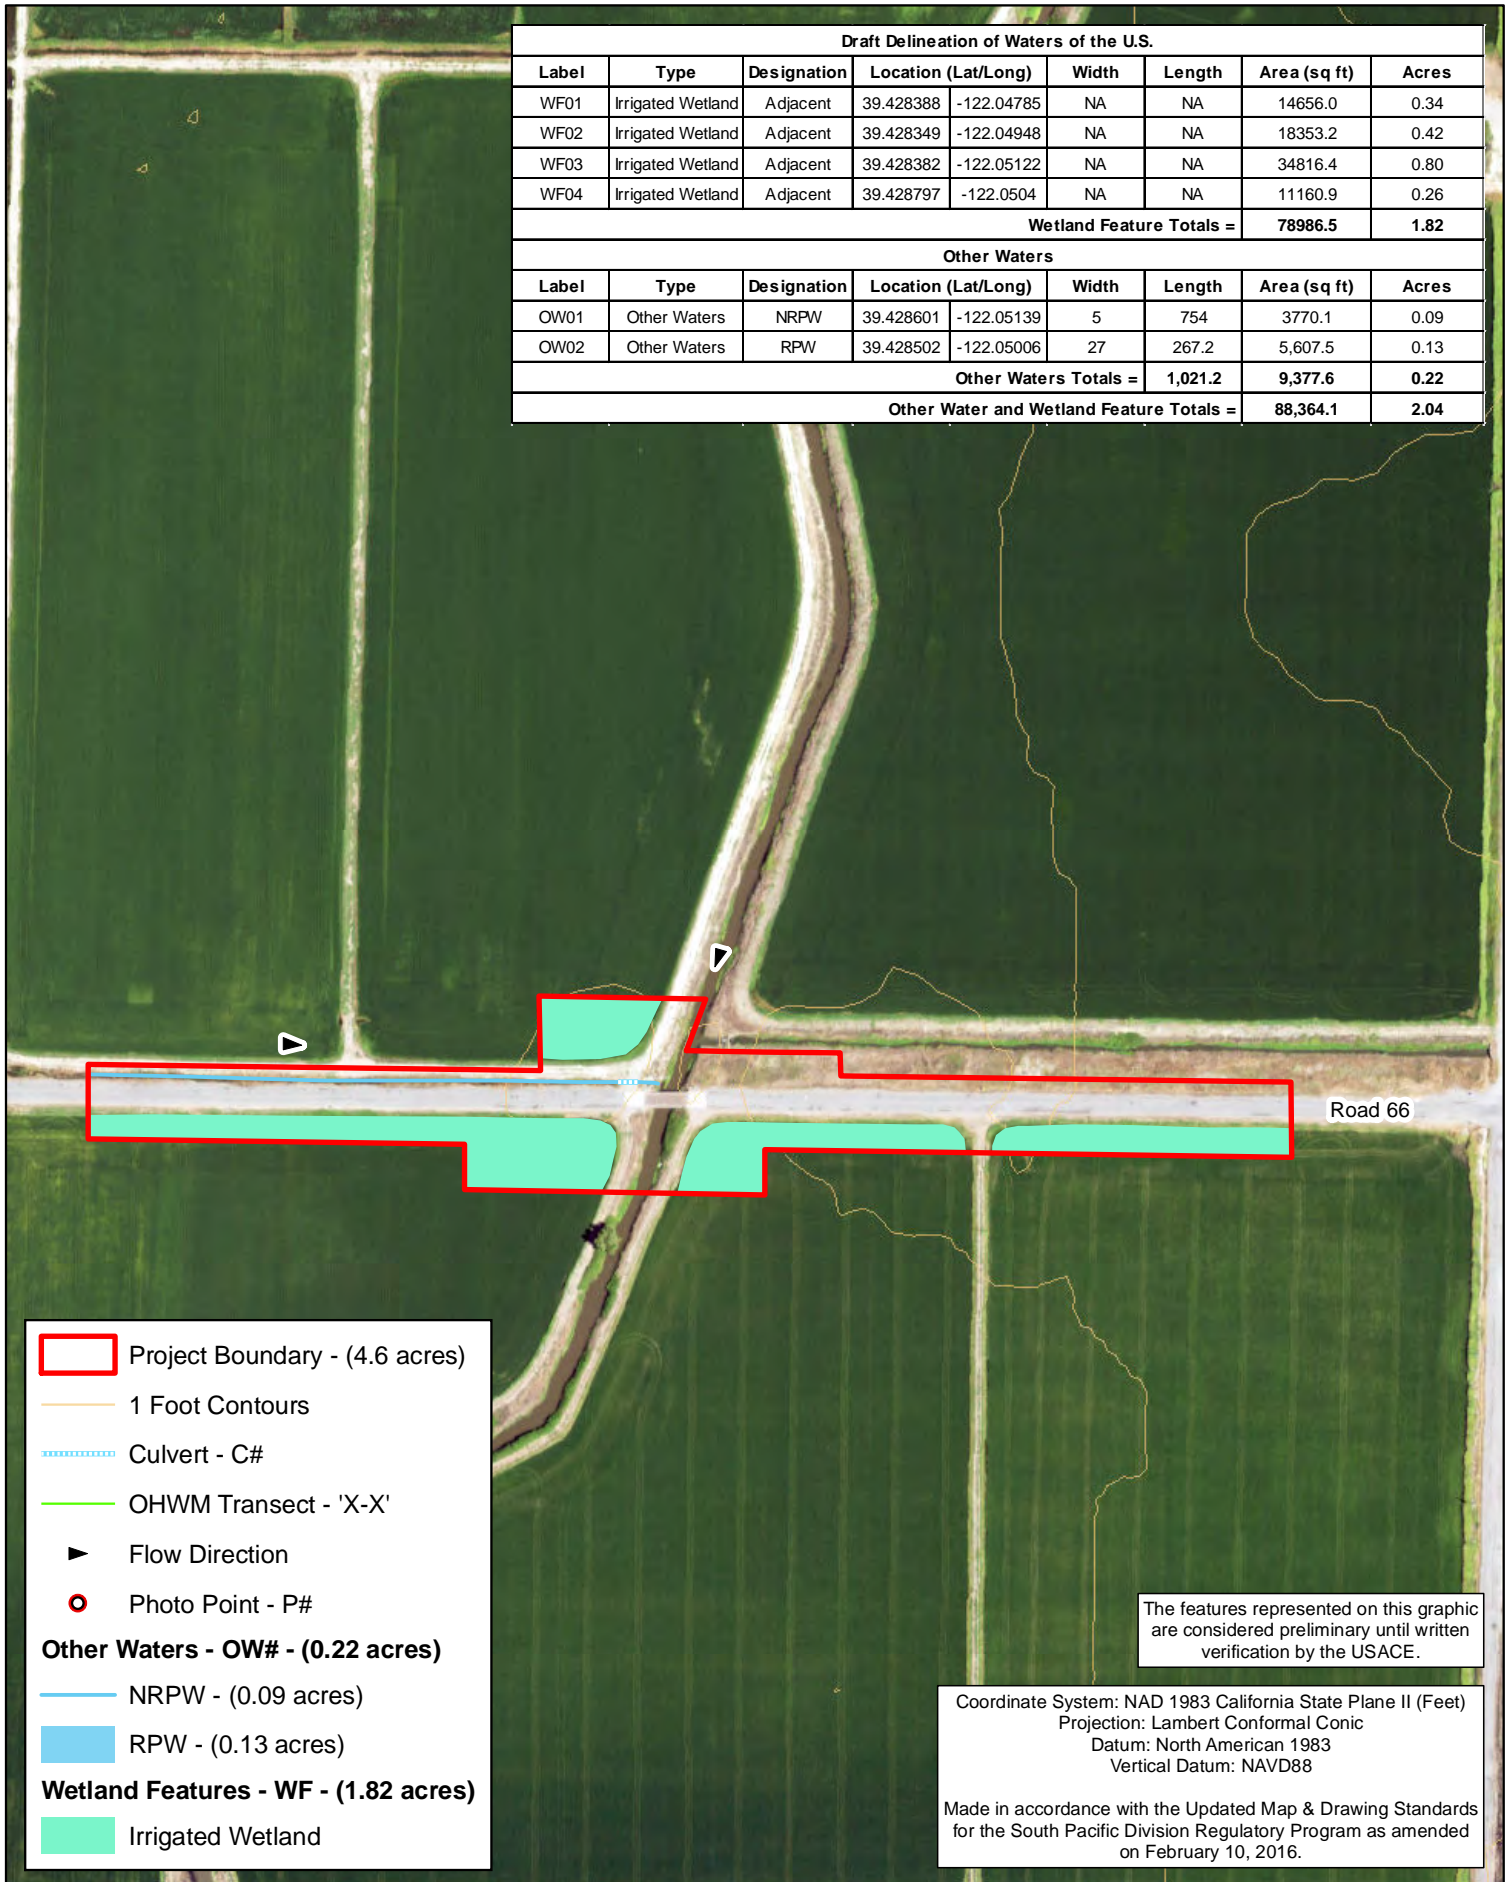 Draft Delineation of Waters of the U.S.
Label Type Designation Location (Lat/Long) Width Length Area (sq ft) Acres
WF01 Irrigated Wetland Adjacent 39.428388 -122.04785 NA NA 14656.0 0.34
WF02 Irrigated Wetland Adjacent 39.428349 -122.04948 NA NA 18353.2 0.42
WF03 Irrigated Wetland Adjacent 39.428382 -122.05122 NA NA 34816.4 0.80
WF04 Irrigated Wetland Adjacent 39.428797 -122.0504 NA NA 11160.9 0.26
Wetland Feature Totals = 78986.5 1.82
Other Waters
Label Type Designation Location (Lat/Long) Width Length Area (sq ft) Acres
OW01 Other Waters NRPW 39.428601 -122.05139 5 754 3770.1 0.09
OW02 Other Waters RPW 39.428502 -122.05006 27 267.2 5,607.5 0.13
Other Waters Totals = 1,021.2 9,377.6 0.22
Other Water and Wetland Feature Totals = 88,364.1 2.04
Road 66
Project Boundary - (4.6 acres)
1 Foot Contours
Culvert - C#
OHWM Transect - 'X-X'
Flow Direction
Photo Point - P#
Other Waters - OW# - (0.22 acres)
NRPW - (0.09 acres)
RPW - (0.13 acres)
Wetland Features - WF - (1.82 acres)
Irrigated Wetland
The features represented on this graphic
are considered preliminary until written
verification by the USACE.
Coordinate System: NAD 1983 California State Plane II (Feet)
Projection: Lambert Conformal Conic
Datum: North American 1983
Vertical Datum: NAVD88
Made in accordance with the Updated Map & Drawing Standards
for the South Pacific Division Regulatory Program as amended
on February 10, 2016.